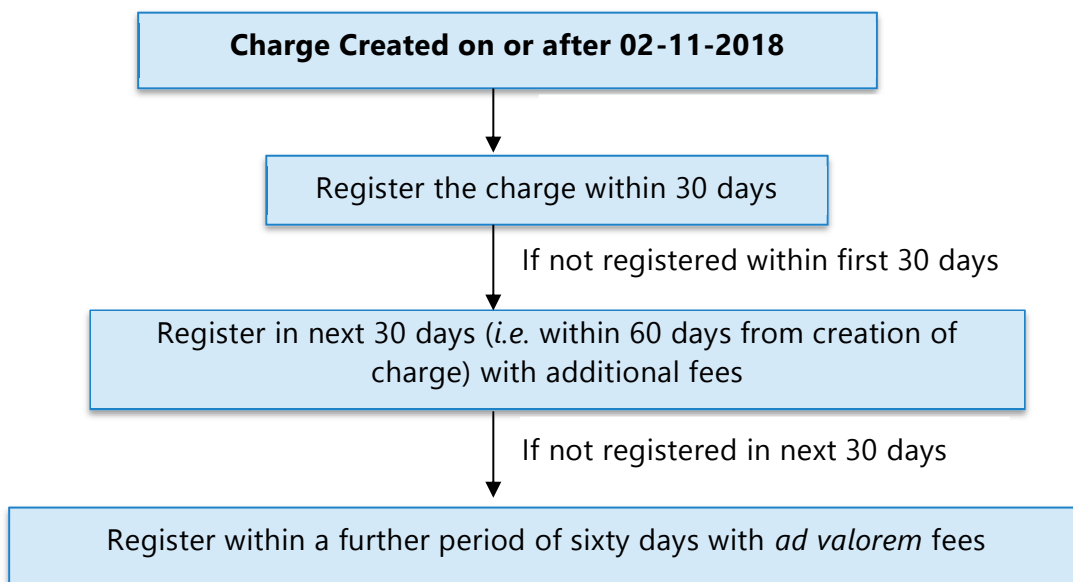 Charge Created on or after 02-11-2018
Register the charge within 30 days
If not registered within first 30 days
Register in next 30 days (i.e. within 60 days from creation of
charge) with additional fees
If not registered in next 30 days
Register within a further period of sixty days with ad valorem fees